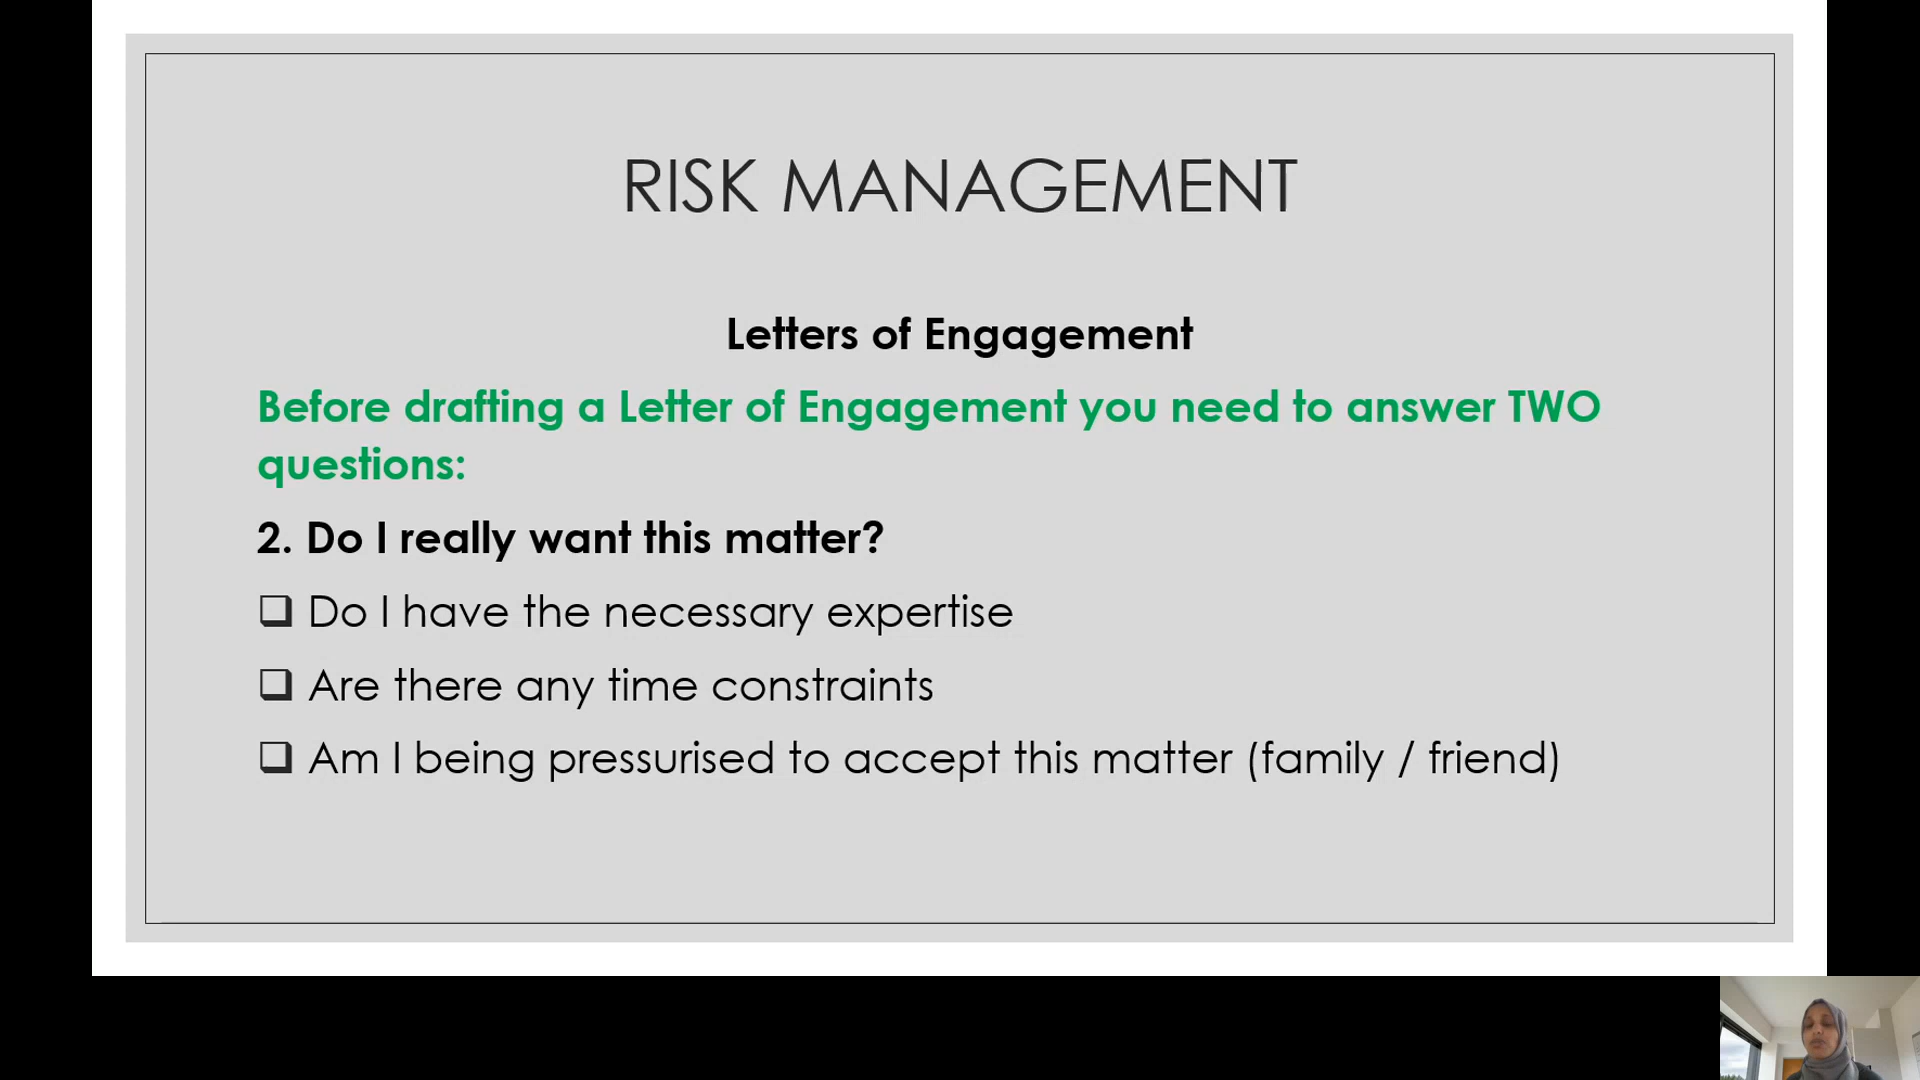 RISK MANAGEMENT
Letters of Engagement
Before drafting a Letter of Engagement you need to answer TWO
questions:
2. Do I really want this matter?
❑ Do I have the necessary expertise
❑ Are there any time constraints
❑ Am I being pressurised to accept this matter (family / friend)